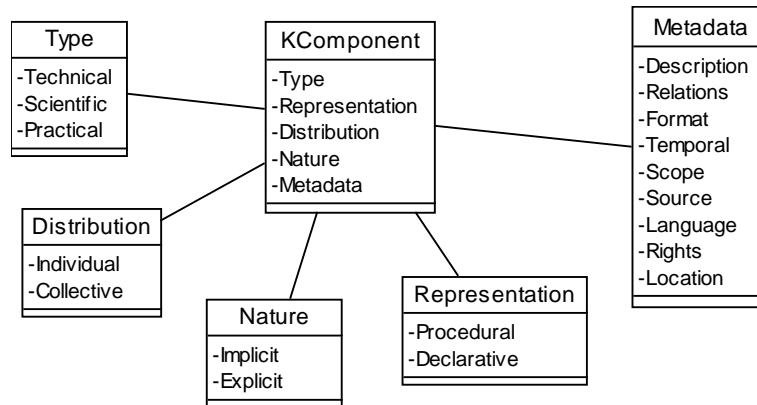 Type
-Technical
-Scientific
-Practical
KComponent
-Type
-Representation
-Distribution
-Nature
-Metadata
Metadata
-Description
-Relations
-Format
-Temporal
-Scope
-Source
-Language
-Rights
-Location
Distribution
-Individual
-Collective
Nature
-Implicit
-Explicit
Representation
-Procedural
-Declarative